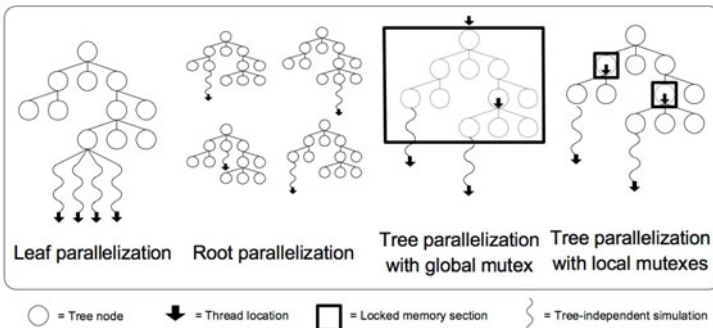 Leaf parallelization
Root parallelization
Tree parallelization
with global mutex
Tree parallelization
with local mutexes
= Tree node
= Thread location
= Locked memory section
= Tree-independent simulation